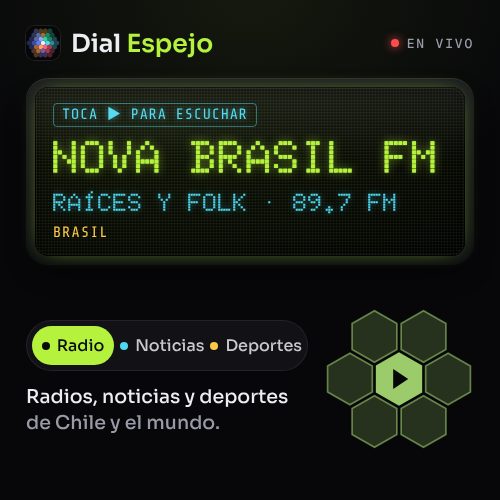 Dial Espejo
EN VIVO
TOCA ▶ PARA ESCUCHAR
NOVA BRASIL FM
RAÍCES Y FOLK · 89.7 FM
BRASIL
Radio Noticias Deportes
Radios, noticias y deportes
de Chile y el mundo.